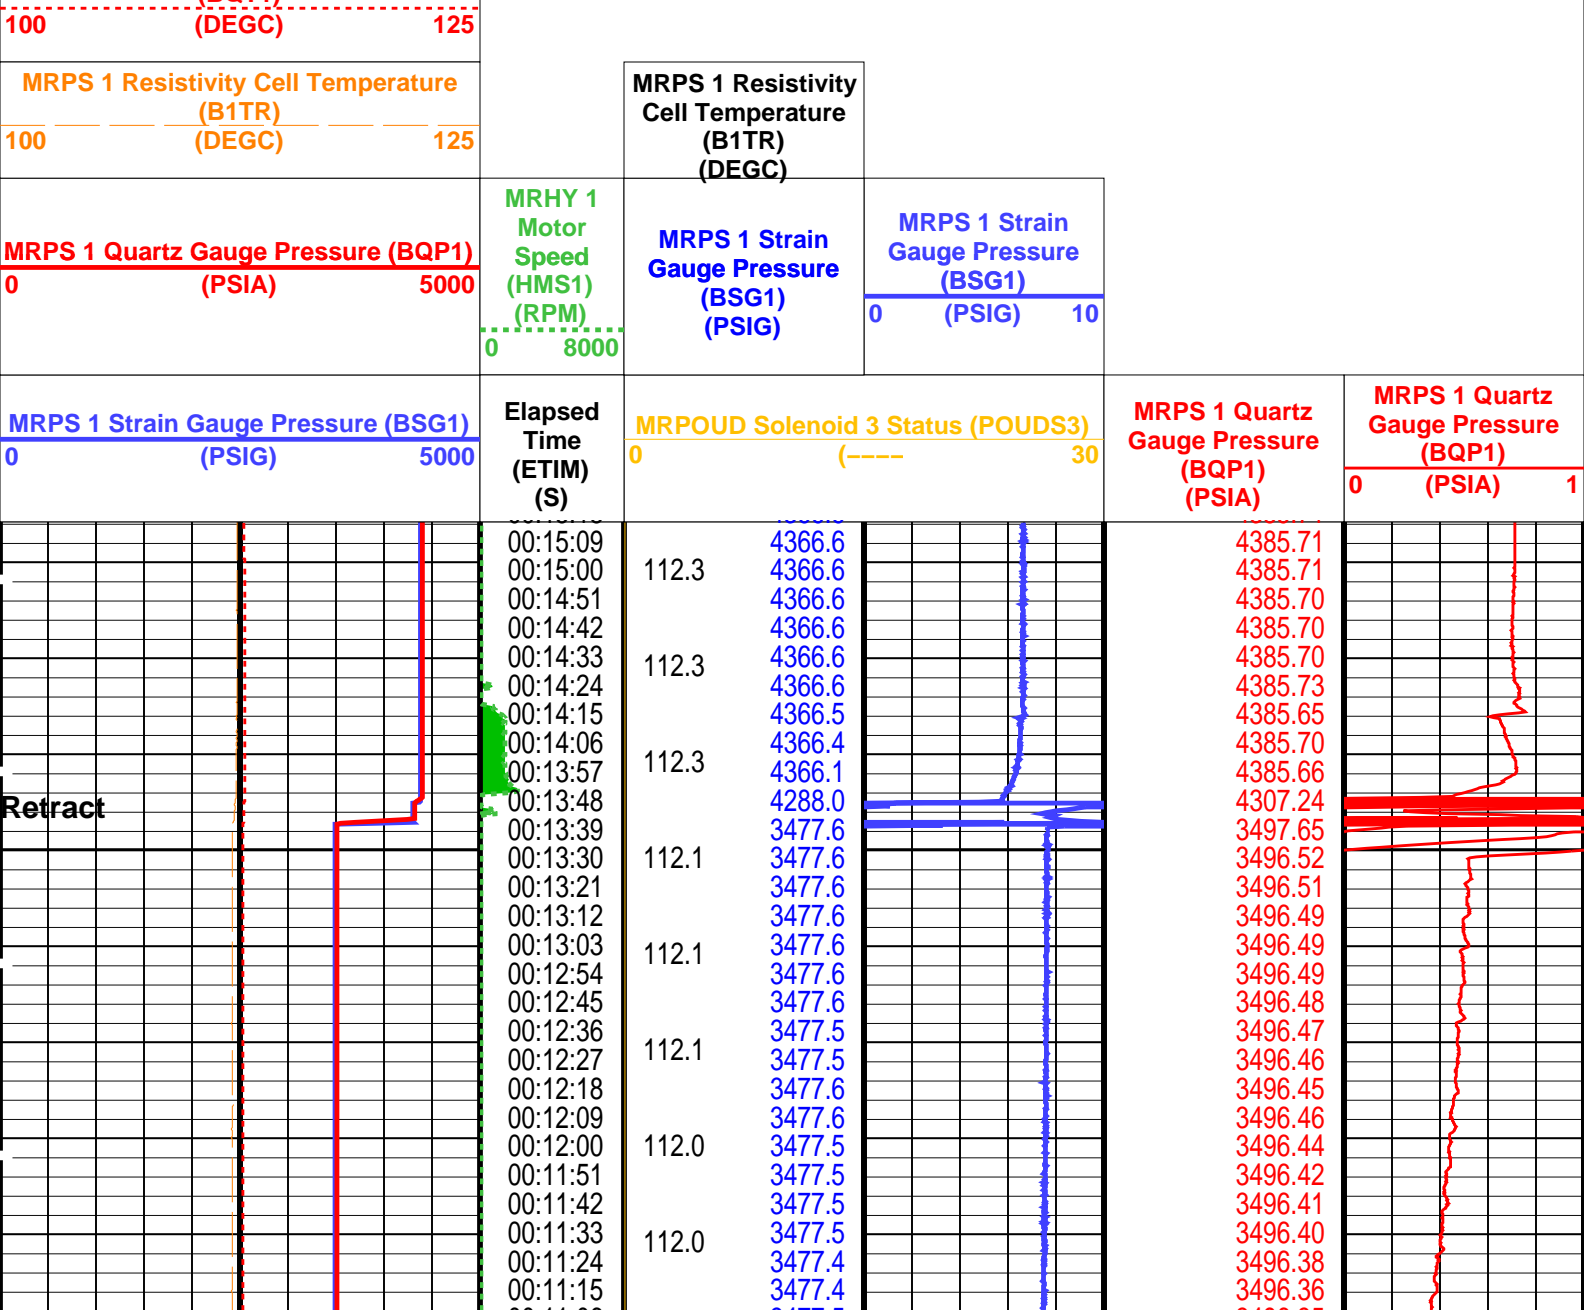 100 (DEGC) 125
MRPS 1 Resistivity Cell Temperature
(B1TR)
100 (DEGC) 125
MRPS 1 Resistivity
Cell Temperature
(B1TR)
(DEGC)
MRPS 1 Quartz Gauge Pressure (BQP1)
0 (PSIA) 5000
MRHY 1
Motor
Speed
(HMS1)
(RPM)
0 8000
MRPS 1 Strain
Gauge Pressure
(BSG1)
(PSIG)
MRPS 1 Strain
Gauge Pressure
(BSG1)
0 (PSIG) 10
MRPS 1 Strain Gauge Pressure (BSG1)
0 (PSIG) 5000
Elapsed
Time
(ETIM)
(S)
MRPOUD Solenoid 3 Status (POUDS3)
0 (---- 30
MRPS 1 Quartz
Gauge Pressure
(BQP1)
(PSIA)
MRPS 1 Quartz
Gauge Pressure
(BQP1)
0 (PSIA) 1
00:15:09 4366.6 4385.71
00:15:00 112.3 4366.6 4385.71
00:14:51 4366.6 4385.70
00:14:42 4366.6 4385.70
00:14:33 112.3 4366.6 4385.70
00:14:24 4366.6 4385.73
00:14:15 4366.5 4385.65
00:14:06 4366.4 4385.70
00:13:57 112.3 4366.1 4385.66
Retract 00:13:48 4288.0 4307.24
00:13:39 3477.6 3497.65
00:13:30 112.1 3477.6 3496.52
00:13:21 3477.6 3496.51
00:13:12 3477.6 3496.49
00:13:03 112.1 3477.6 3496.49
00:12:54 3477.6 3496.49
00:12:45 3477.6 3496.48
00:12:36 3477.5 3496.47
00:12:27 112.1 3477.5 3496.46
00:12:18 3477.6 3496.45
00:12:09 3477.6 3496.46
00:12:00 112.0 3477.5 3496.44
00:11:51 3477.5 3496.42
00:11:42 3477.5 3496.41
00:11:33 112.0 3477.5 3496.40
00:11:24 3477.4 3496.38
00:11:15 3477.4 3496.36